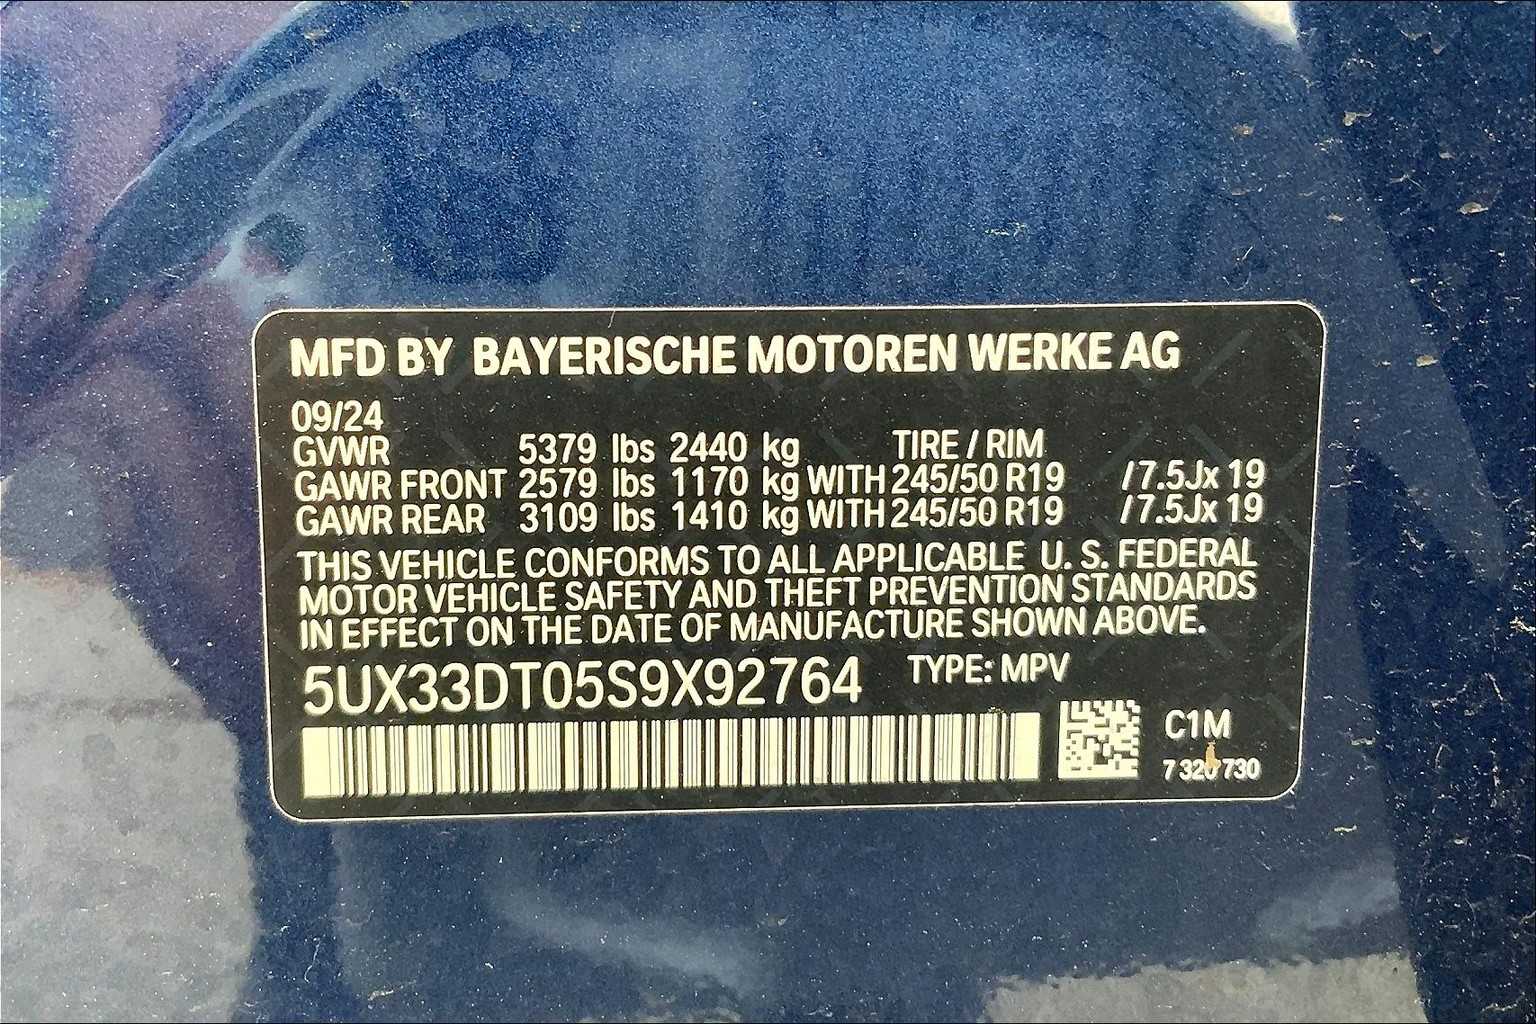 MFD BY BAYERISCHE MOTOREN WERKE AG
09/24
GVWR 5379 lbs 2440 kg TIRE / RIM
GAWR FRONT 2579 lbs 1170 kg WITH 245/50 R19 /7.5Jx 19
GAWR REAR 3109 lbs 1410 kg WITH 245/50 R19 /7.5Jx 19
THIS VEHICLE CONFORMS TO ALL APPLICABLE U. S. FEDERAL
MOTOR VEHICLE SAFETY AND THEFT PREVENTION STANDARDS
IN EFFECT ON THE DATE OF MANUFACTURE SHOWN ABOVE.
5UX33DT05S9X92764 TYPE: MPV
C1M
7 320 730